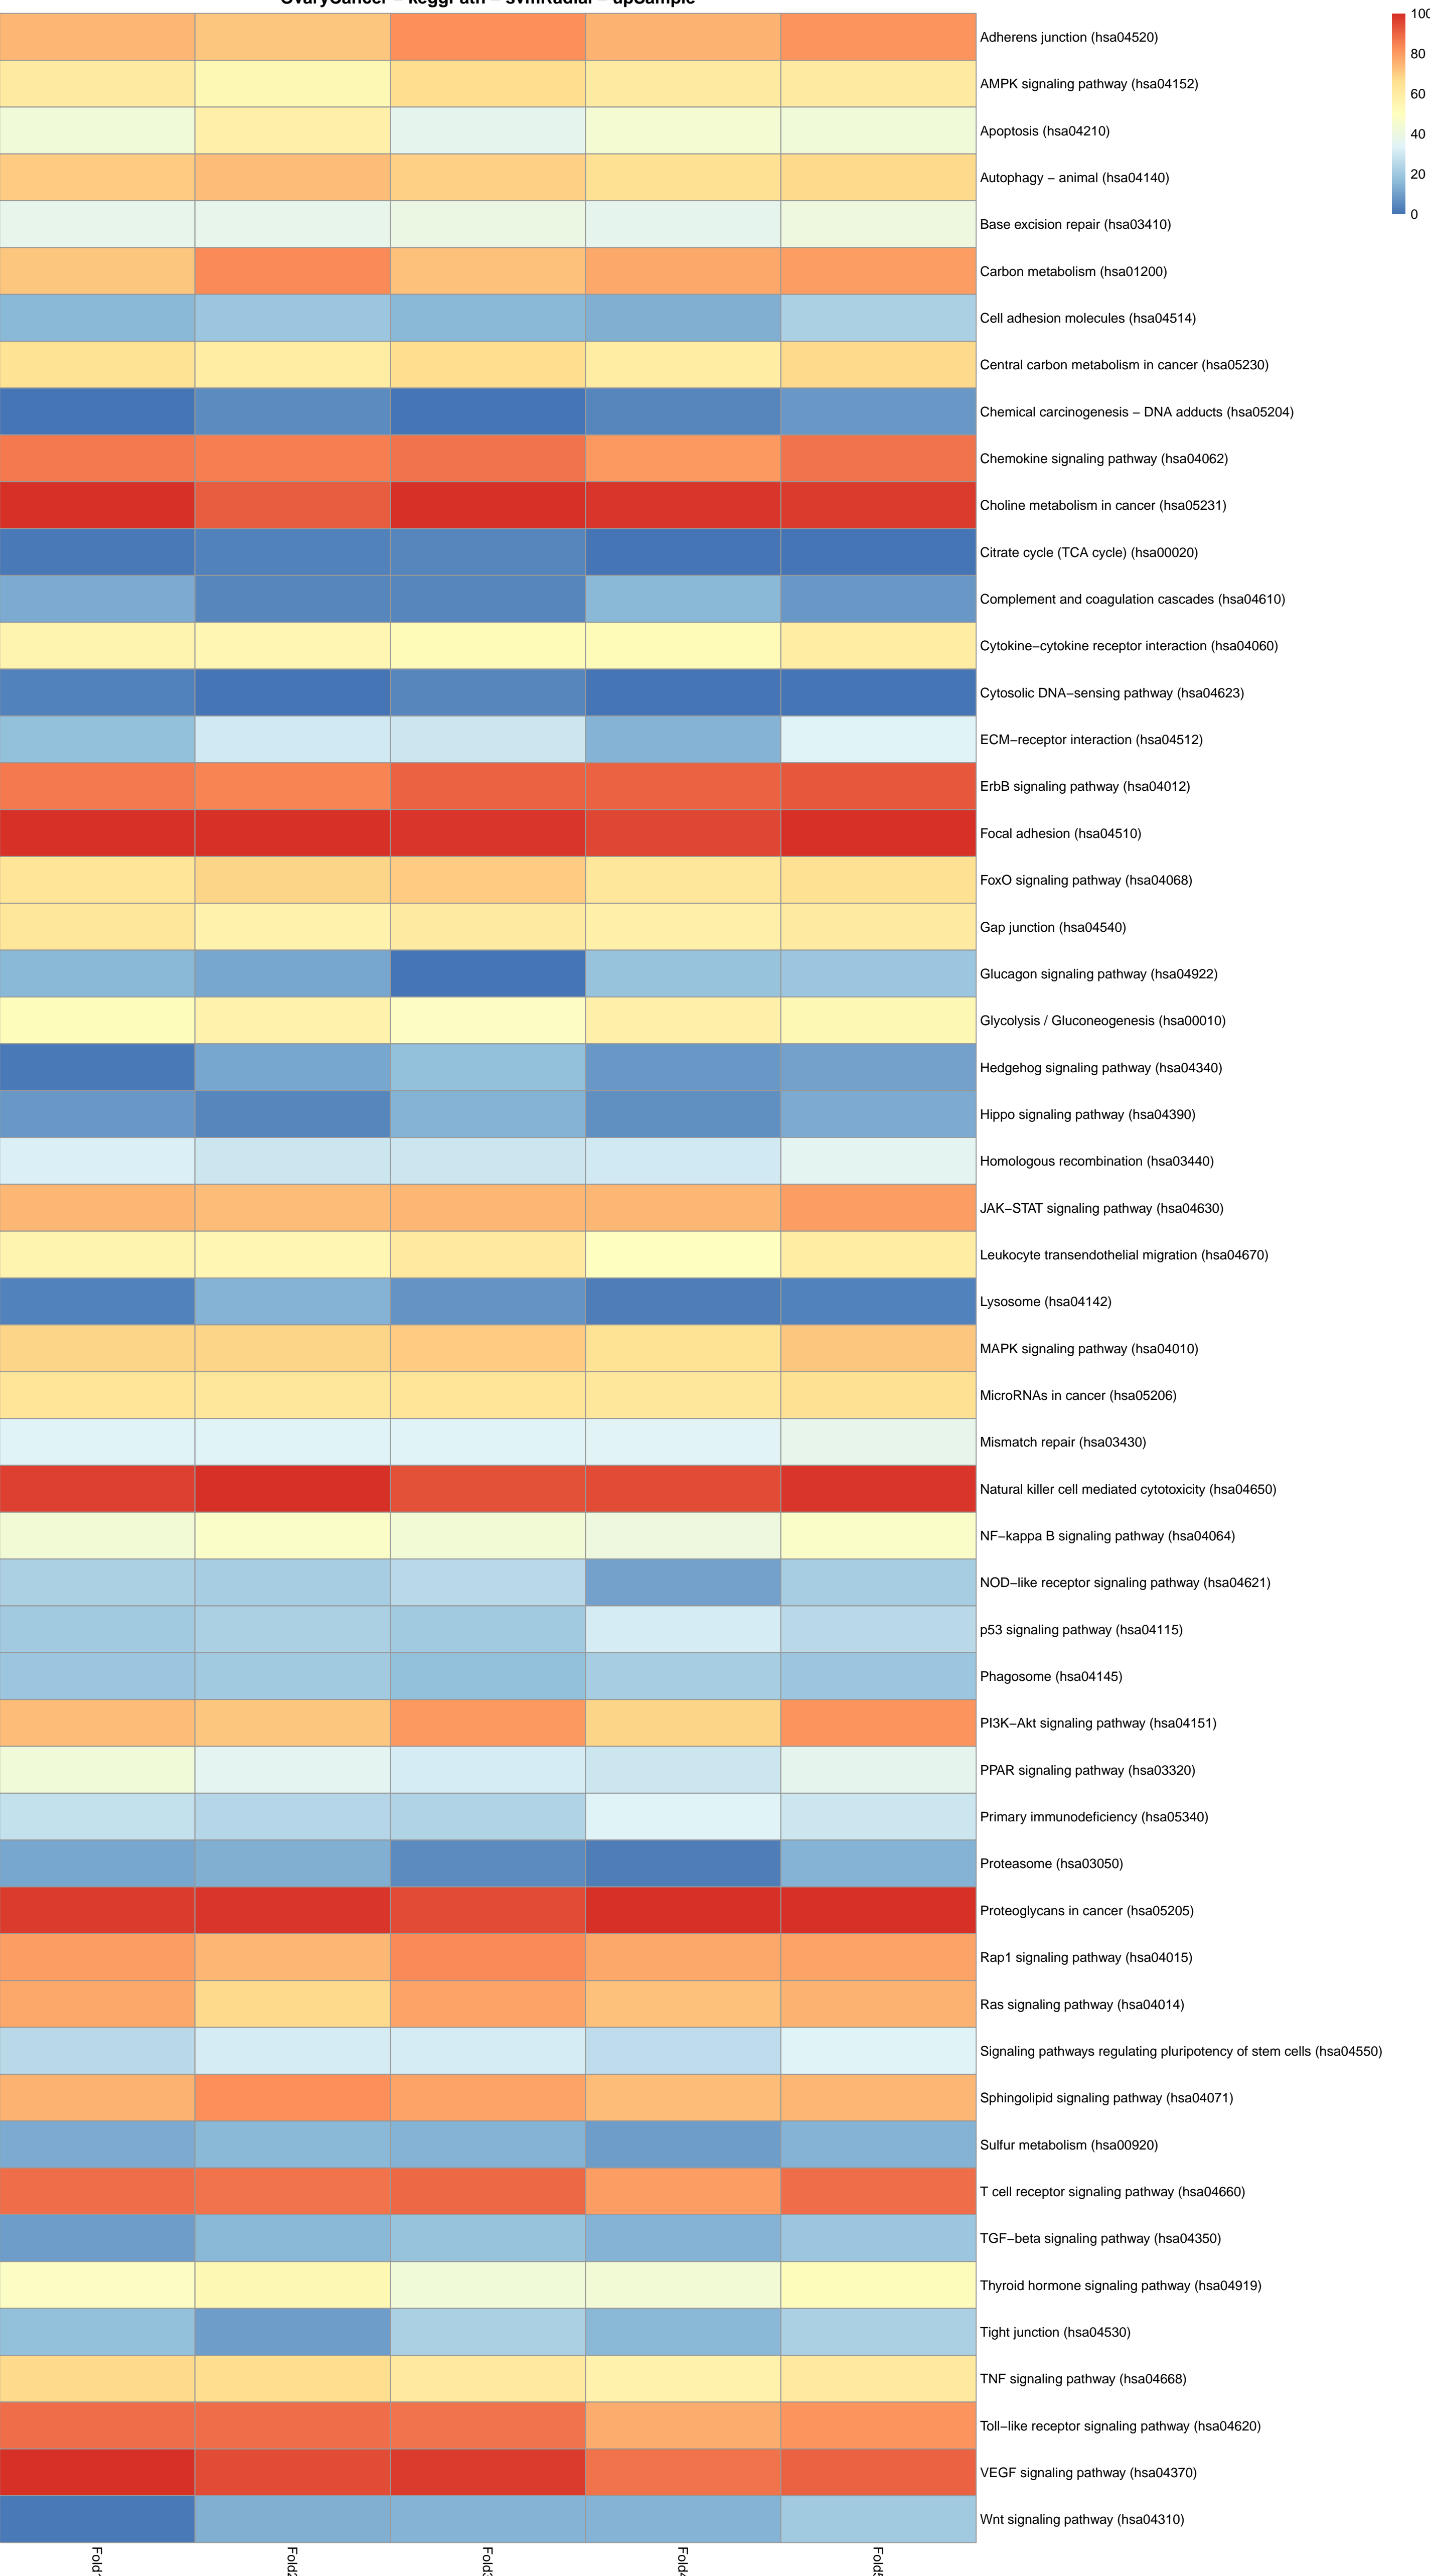 OvaryCancer – keggPath – svmRadial – upSample
Adherens junction (hsa04520)
AMPK signaling pathway (hsa04152)
Apoptosis (hsa04210)
Autophagy – animal (hsa04140)
Base excision repair (hsa03410)
Carbon metabolism (hsa01200)
Cell adhesion molecules (hsa04514)
Central carbon metabolism in cancer (hsa05230)
Chemical carcinogenesis – DNA adducts (hsa05204)
Chemokine signaling pathway (hsa04062)
Choline metabolism in cancer (hsa05231)
Citrate cycle (TCA cycle) (hsa00020)
Complement and coagulation cascades (hsa04610)
Cytokine–cytokine receptor interaction (hsa04060)
Cytosolic DNA–sensing pathway (hsa04623)
ECM–receptor interaction (hsa04512)
ErbB signaling pathway (hsa04012)
Focal adhesion (hsa04510)
FoxO signaling pathway (hsa04068)
Gap junction (hsa04540)
Glucagon signaling pathway (hsa04922)
Glycolysis / Gluconeogenesis (hsa00010)
Hedgehog signaling pathway (hsa04340)
Hippo signaling pathway (hsa04390)
Homologous recombination (hsa03440)
JAK–STAT signaling pathway (hsa04630)
Leukocyte transendothelial migration (hsa04670)
Lysosome (hsa04142)
MAPK signaling pathway (hsa04010)
MicroRNAs in cancer (hsa05206)
Mismatch repair (hsa03430)
Natural killer cell mediated cytotoxicity (hsa04650)
NF–kappa B signaling pathway (hsa04064)
NOD–like receptor signaling pathway (hsa04621)
p53 signaling pathway (hsa04115)
Phagosome (hsa04145)
PI3K–Akt signaling pathway (hsa04151)
PPAR signaling pathway (hsa03320)
Primary immunodeficiency (hsa05340)
Proteasome (hsa03050)
Proteoglycans in cancer (hsa05205)
Rap1 signaling pathway (hsa04015)
Ras signaling pathway (hsa04014)
Signaling pathways regulating pluripotency of stem cells (hsa04550)
Sphingolipid signaling pathway (hsa04071)
Sulfur metabolism (hsa00920)
T cell receptor signaling pathway (hsa04660)
TGF–beta signaling pathway (hsa04350)
Thyroid hormone signaling pathway (hsa04919)
Tight junction (hsa04530)
TNF signaling pathway (hsa04668)
Toll–like receptor signaling pathway (hsa04620)
VEGF signaling pathway (hsa04370)
Wnt signaling pathway (hsa04310)
100
80
60
40
20
0
Fold1
Fold2
Fold3
Fold4
Fold5